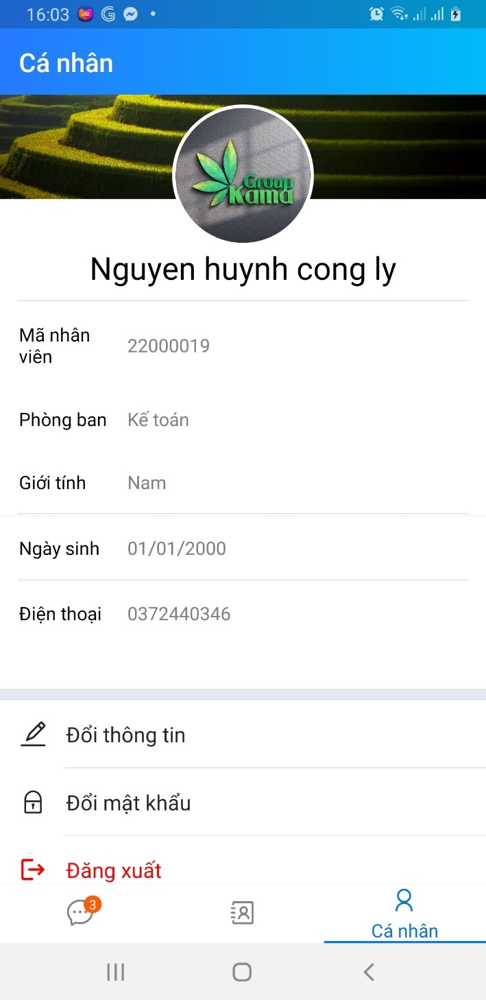 16:03
Laz
Cá nhân
Group
Kama
Nguyen huynh cong ly
Mã nhân
viên
22000019
Phòng ban
Kế toán
Giới tính
Nam
Ngày sinh
01/01/2000
Điện thoại
0372440346
Đổi thông tin
Đổi mật khẩu
Đăng xuất
3
Cá nhân